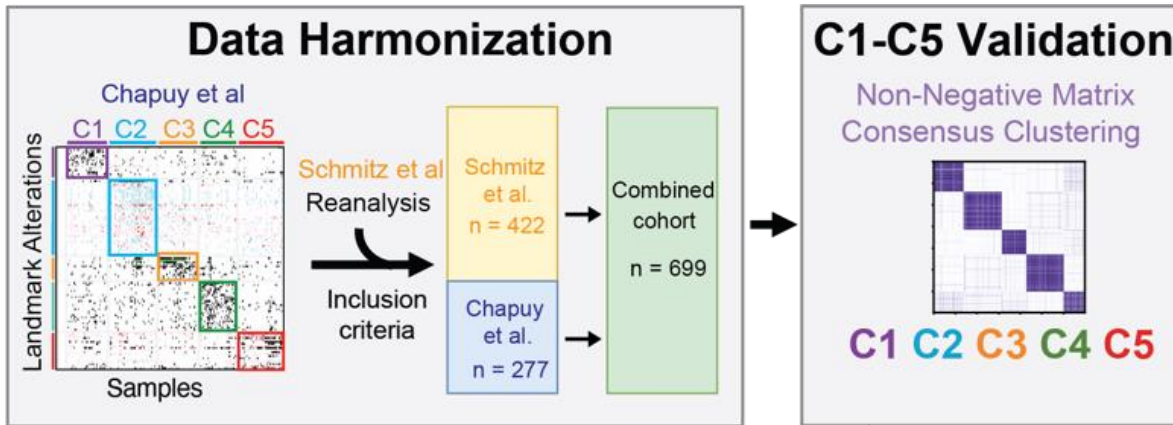 Data Harmonization
Chapuy et al
C1 C2 C3 C4 C5
Landmark Alterations
Samples
Schmitz et al
Reanalysis
Inclusion
criteria
Schmitz
et al.
n = 422
Chapuy
et al.
n = 277
Combined
cohort
n = 699
C1-C5 Validation
Non-Negative Matrix
Consensus Clustering
C1 C2 C3 C4 C5